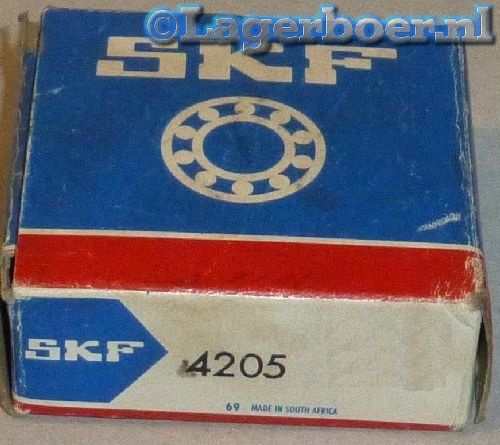 ©Lagerboer.nl
SKF
SKF
4205
69 - MADE IN SOUTH AFRICA